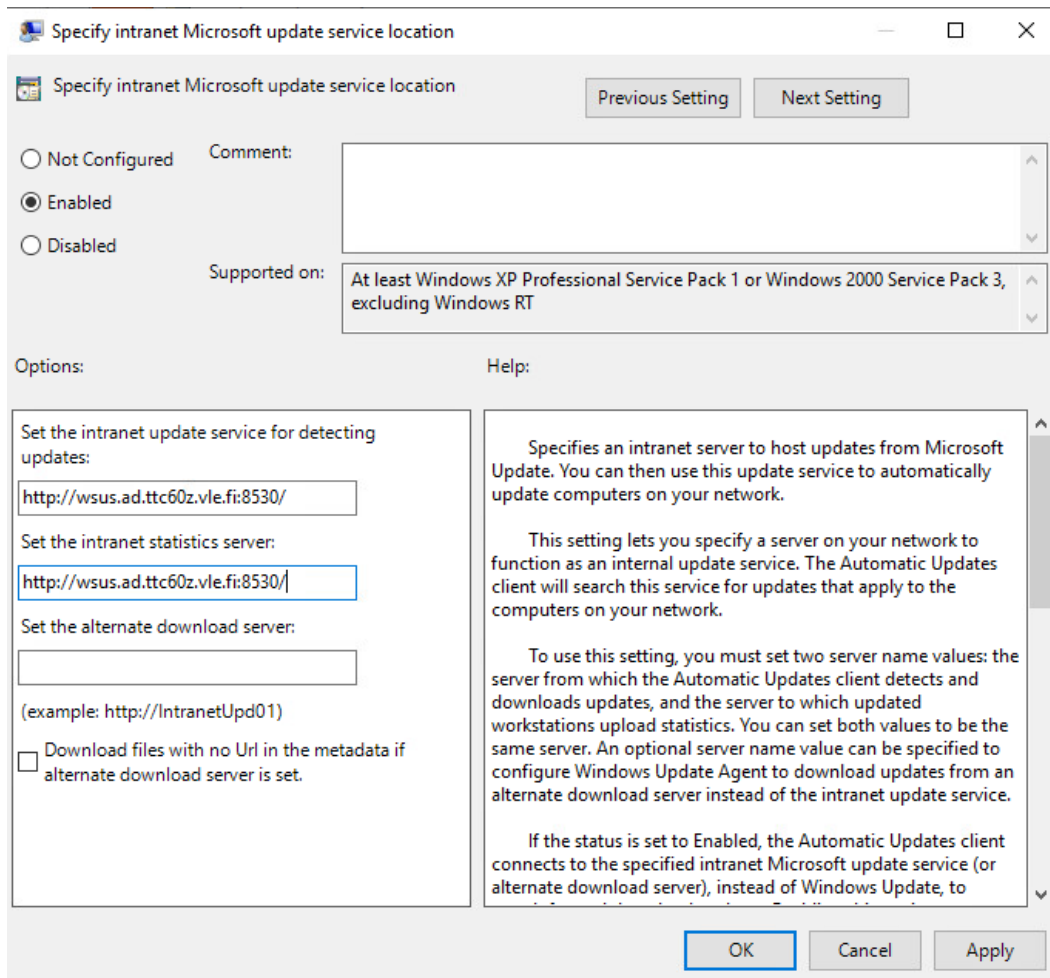 Specify intranet Microsoft update service location
Specify intranet Microsoft update service location
Previous Setting
Next Setting
Not Configured
Enabled
Disabled
Comment:
Supported on:
At least Windows XP Professional Service Pack 1 or Windows 2000 Service Pack 3,
excluding Windows RT
Options:
Help:
Set the intranet update service for detecting
updates:
http://wsus.ad.ttc60z.vle.fi:8530/
Set the intranet statistics server:
http://wsus.ad.ttc60z.vle.fi:8530/
Set the alternate download server:
(example: http://IntranetUpd01)
Download files with no Url in the metadata if
alternate download server is set.
Specifies an intranet server to host updates from Microsoft
Update. You can then use this update service to automatically
update computers on your network.
This setting lets you specify a server on your network to
function as an internal update service. The Automatic Updates
client will search this service for updates that apply to the
computers on your network.
To use this setting, you must set two server name values: the
server from which the Automatic Updates client detects and
downloads updates, and the server to which updated
workstations upload statistics. You can set both values to be the
same server. An optional server name value can be specified to
configure Windows Update Agent to download updates from an
alternate download server instead of the intranet update service.
If the status is set to Enabled, the Automatic Updates client
connects to the specified intranet Microsoft update service (or
alternate download server), instead of Windows Update, to
OK
Cancel
Apply